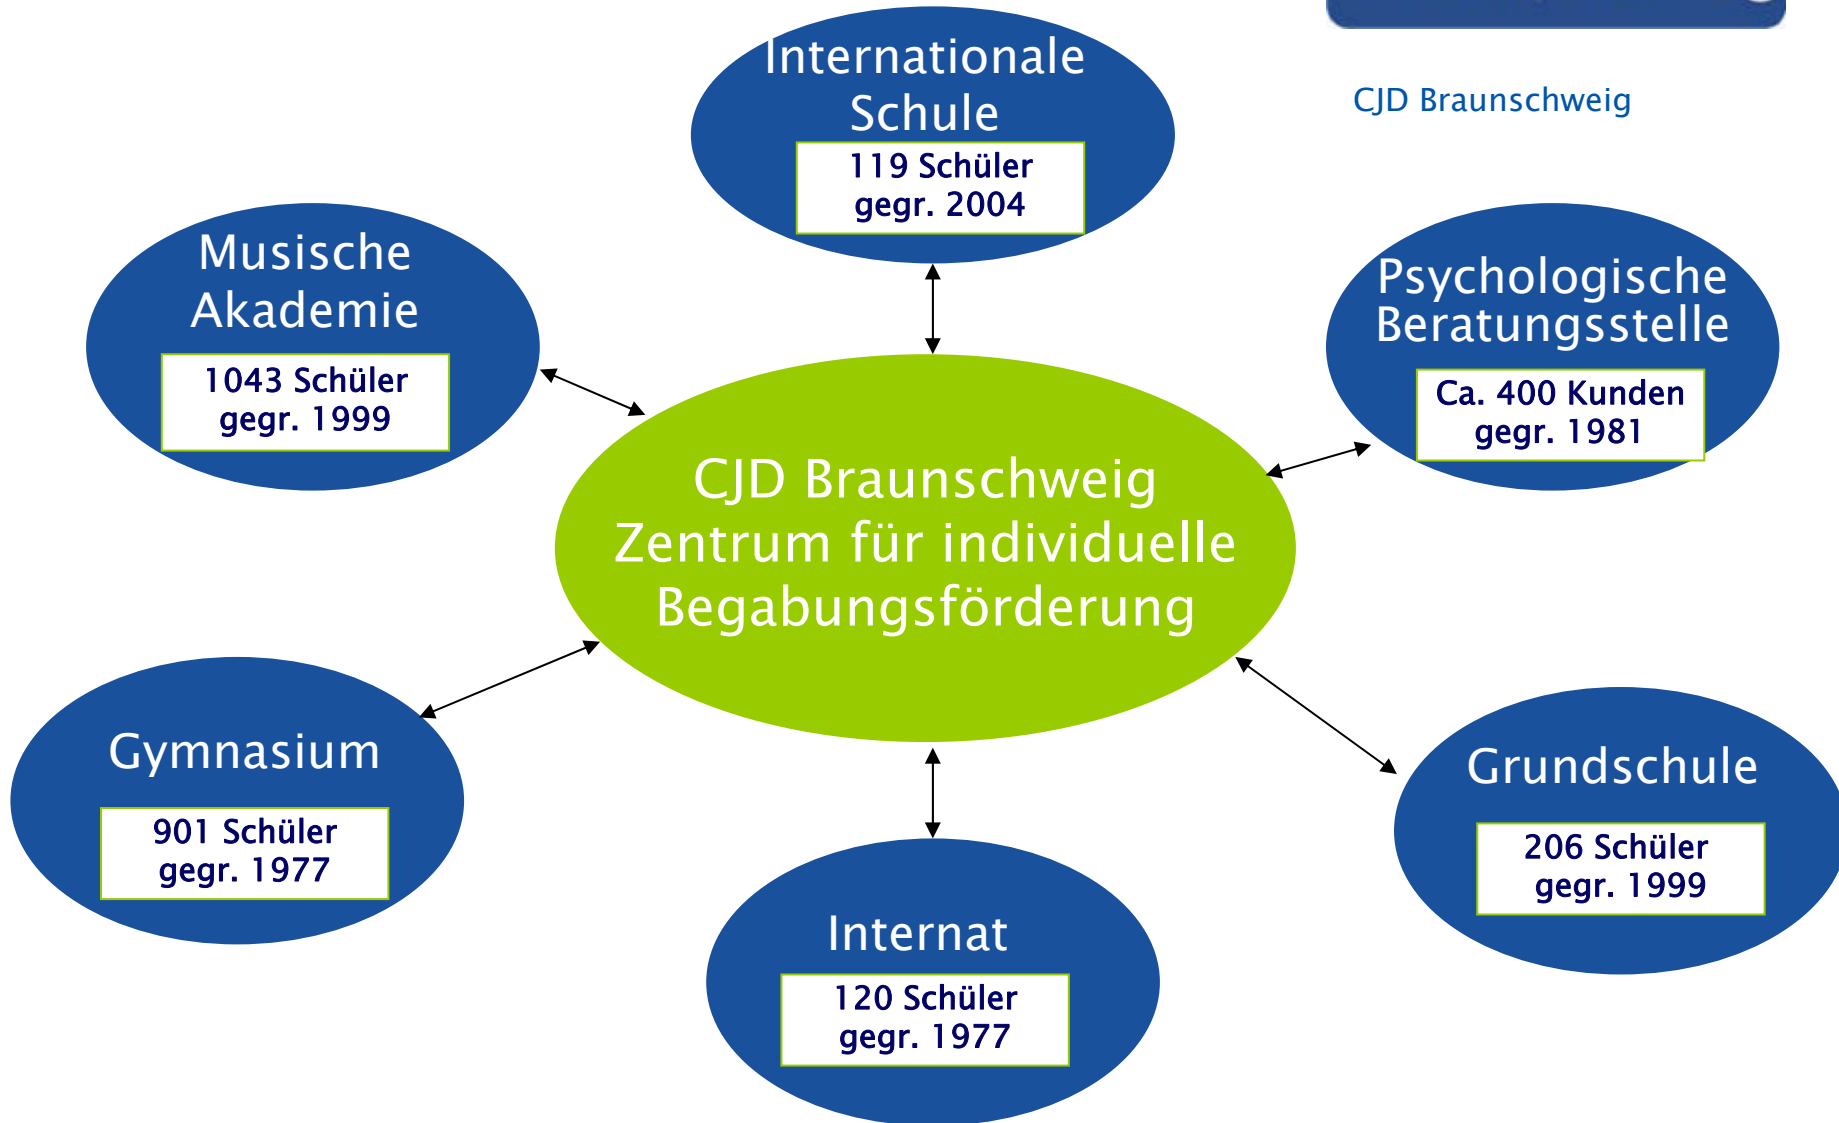 Internationale
Schule
119 Schüler
gegr. 2004
CJD Braunschweig
Musische
Akademie
1043 Schüler
gegr. 1999
Psychologische
Beratungsstelle
Ca. 400 Kunden
gegr. 1981
CJD Braunschweig
Zentrum für individuelle
Begabungsförderung
Gymnasium
901 Schüler
gegr. 1977
Grundschule
206 Schüler
gegr. 1999
Internat
120 Schüler
gegr. 1977